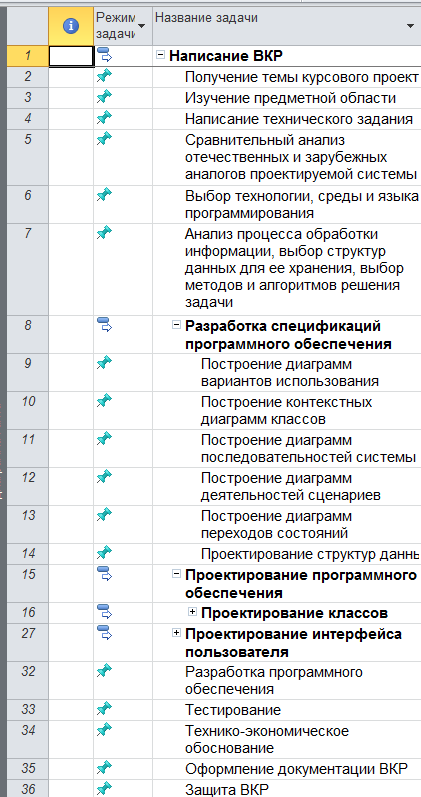 Режим задачи
Название задачи
1 Написание ВКР
2 Получение темы курсового проект
3 Изучение предметной области
4 Написание технического задания
5 Сравнительный анализ
отечественных и зарубежных
аналогов проектируемой системы
6 Выбор технологии, среды и языка
программирования
7 Анализ процесса обработки
информации, выбор структур
данных для ее хранения, выбор
методов и алгоритмов решения
задачи
8 Разработка спецификаций
программного обеспечения
9 Построение диаграмм
вариантов использования
10 Построение контекстных
диаграмм классов
11 Построение диаграмм
последовательностей системы
12 Построение диаграмм
деятельностей сценариев
13 Построение диаграмм
переходов состояний
14 Проектирование структур данны
15 Проектирование программного
обеспечения
16 Проектирование классов
27 Проектирование интерфейса
пользователя
32 Разработка программного
обеспечения
33 Тестирование
34 Технико-экономическое
обоснование
35 Оформление документации ВКР
36 Защита ВКР